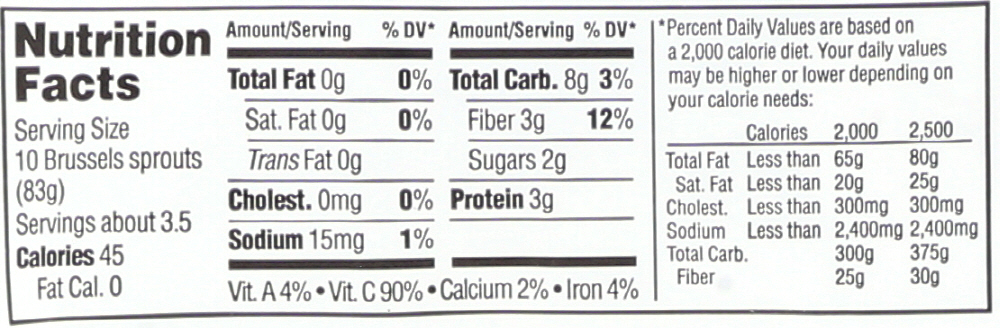 Nutrition
Facts
Serving Size
10 Brussels sprouts
(83g)
Servings about 3.5
Calories 45
Fat Cal. 0
Amount/Serving % DV*
Total Fat 0g 0%
Sat. Fat 0g 0%
Trans Fat 0g
Cholest. 0mg 0%
Sodium 15mg 1%
Amount/Serving % DV*
Total Carb. 8g 3%
Fiber 3g 12%
Sugars 2g
Protein 3g
Vit. A 4% • Vit. C 90% • Calcium 2% • Iron 4%
*Percent Daily Values are based on
a 2,000 calorie diet. Your daily values
may be higher or lower depending on
your calorie needs:
Calories 2,000 2,500
Total Fat Less than 65g 80g
Sat. Fat Less than 20g 25g
Cholest. Less than 300mg 300mg
Sodium Less than 2,400mg 2,400mg
Total Carb. 300g 375g
Fiber 25g 30g